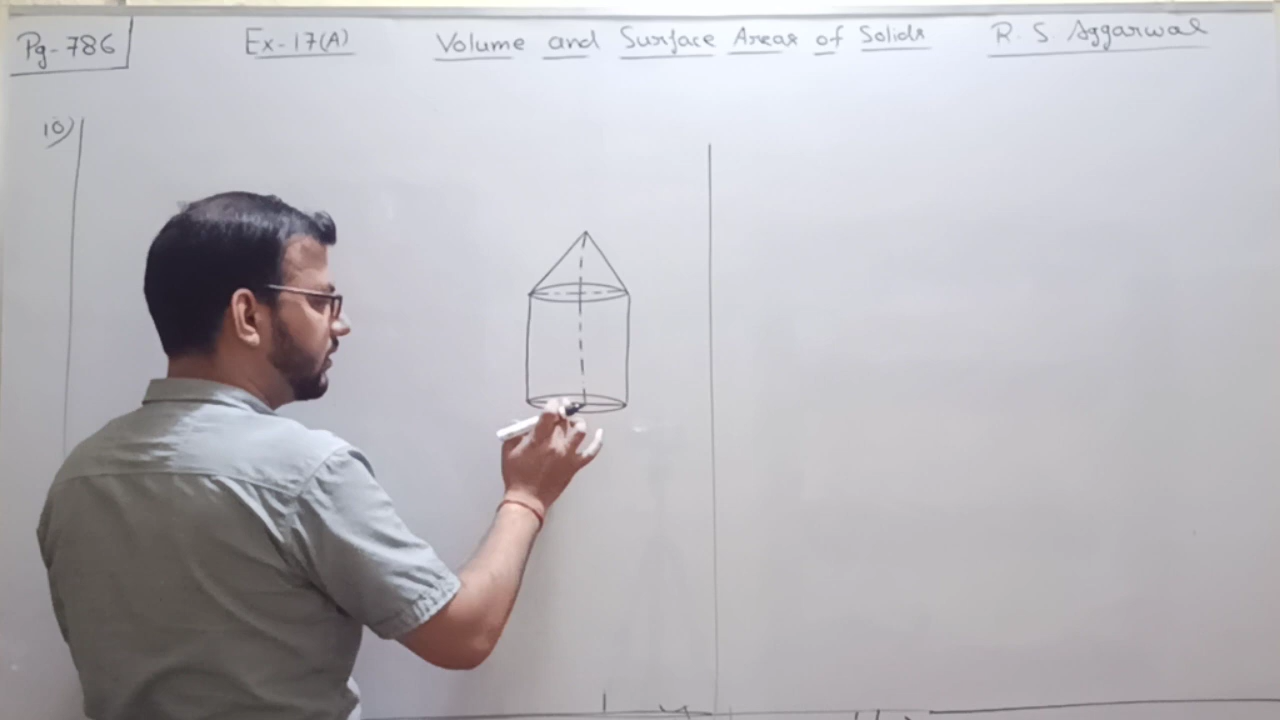 Pg-786 Ex-17(A) Volume and Surface Areas of Solids R. S. Aggarwal
10)